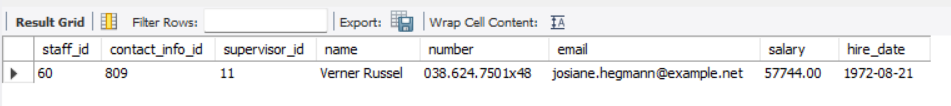 Result Grid Filter Rows: Export: Wrap Cell Content: IA
staff_id contact_info_id supervisor_id name number email salary hire_date
60 809 11 Verner Russel 038.624.7501x48 josiane.hegmann@example.net 57744.00 1972-08-21